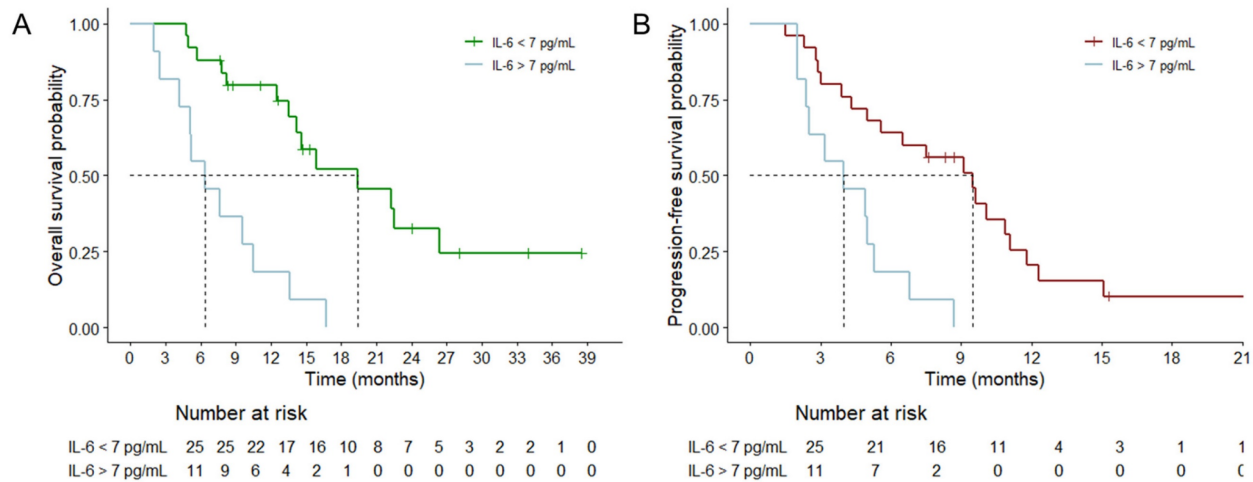 A
Overall survival probability
1.00
0.75
0.50
0.25
0.00
IL-6 < 7 pg/mL
IL-6 > 7 pg/mL
0 3 6 9 12 15 18 21 24 27 30 33 36 39
Time (months)
Number at risk
IL-6 < 7 pg/mL 25 25 22 17 16 10 8 7 5 3 2 2 1 0
IL-6 > 7 pg/mL 11 9 6 4 2 1 0 0 0 0 0 0 0 0
B
Progression-free survival probability
1.00
0.75
0.50
0.25
0.00
IL-6 < 7 pg/mL
IL-6 > 7 pg/mL
0 3 6 9 12 15 18 21
Time (months)
Number at risk
IL-6 < 7 pg/mL 25 21 16 11 4 3 1 1
IL-6 > 7 pg/mL 11 7 2 0 0 0 0 0